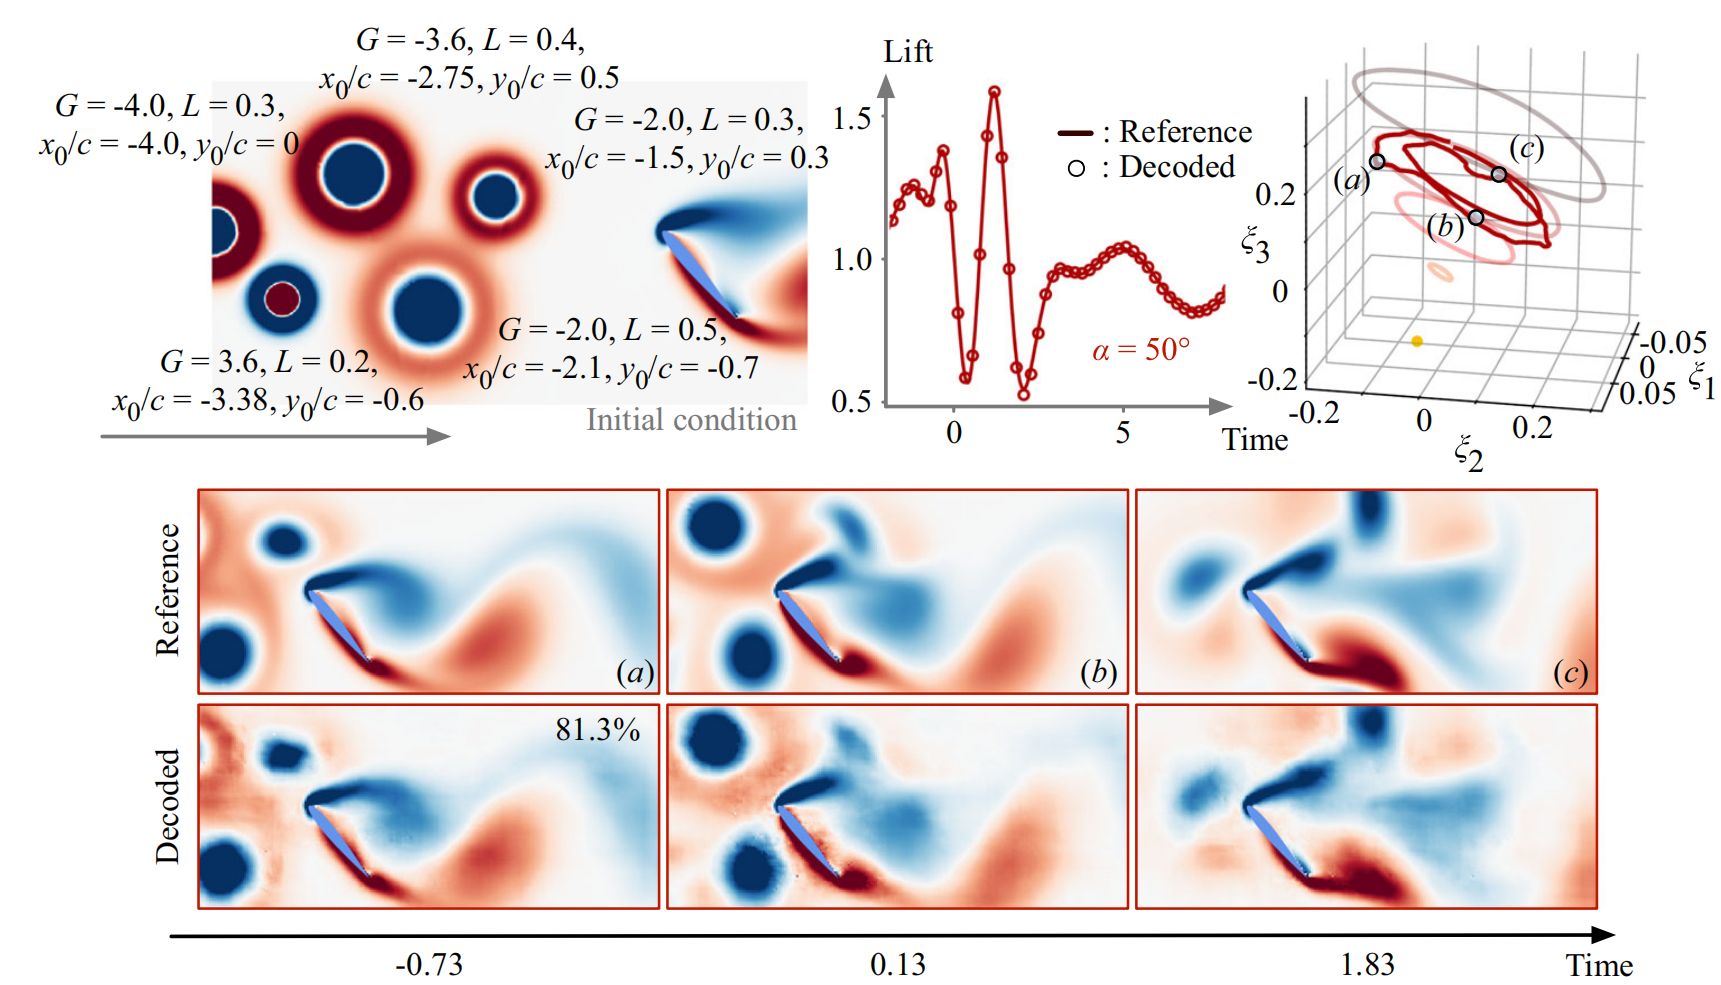 G = -3.6, L = 0.4,
x0/c = -2.75, y0/c = 0.5
G = -4.0, L = 0.3,
x0/c = -4.0, y0/c = 0
G = -2.0, L = 0.3,
x0/c = -1.5, y0/c = 0.3
G = -2.0, L = 0.5,
x0/c = -2.1, y0/c = -0.7
G = 3.6, L = 0.2,
x0/c = -3.38, y0/c = -0.6
Initial condition
Lift
1.5
1.0
0.5
0
5
Time
: Reference
: Decoded
α = 50°
(a)
(b)
(c)
0.2
0
-0.2
ξ3
-0.2
0
0.2
ξ2
-0.05
0
0.05
ξ1
Reference
(a)
(b)
(c)
Decoded
81.3%
-0.73
0.13
1.83
Time